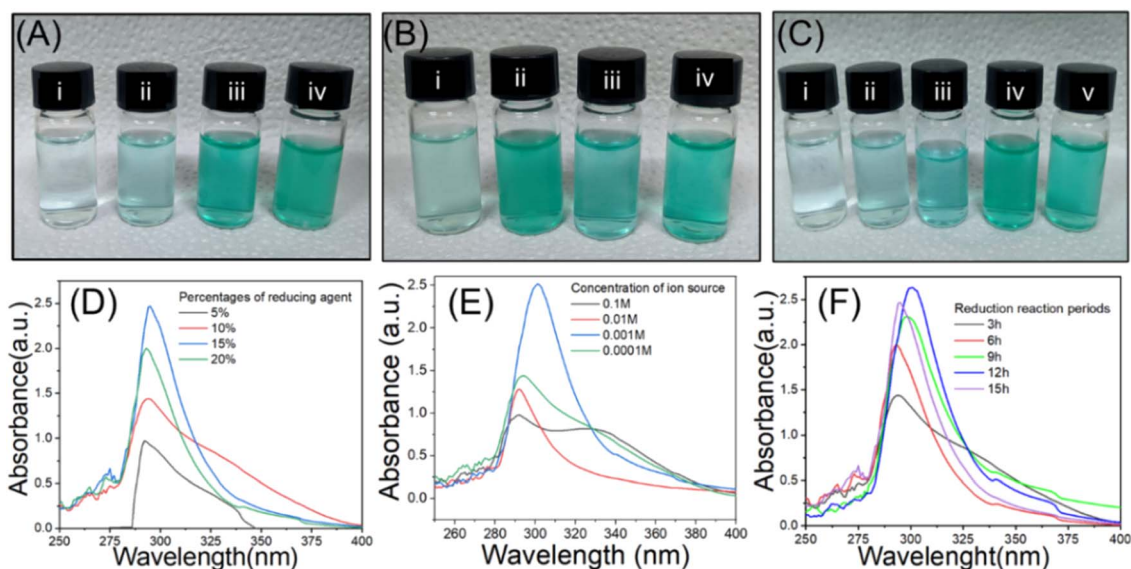 (A)
i ii iii iv
(B)
i ii iii iv
(C)
i ii iii iv v
(D)
Percentages of reducing agent
5%
10%
15%
20%
Absorbance(a.u.)
2.5
2.0
1.5
1.0
0.5
0.0
250 275 300 325 350 375 400
Wavelength(nm)
(E)
Concentration of ion source
0.1M
0.01M
0.001M
0.0001M
Absorbance (a.u.)
2.5
2.0
1.5
1.0
0.5
0.0
260 280 300 320 340 360 380 400
Wavelength (nm)
(F)
Reduction reaction periods
3h
6h
9h
12h
15h
Absorbance (a.u.)
2.5
2.0
1.5
1.0
0.5
0.0
250 275 300 325 350 375 400
Wavelenght(nm)